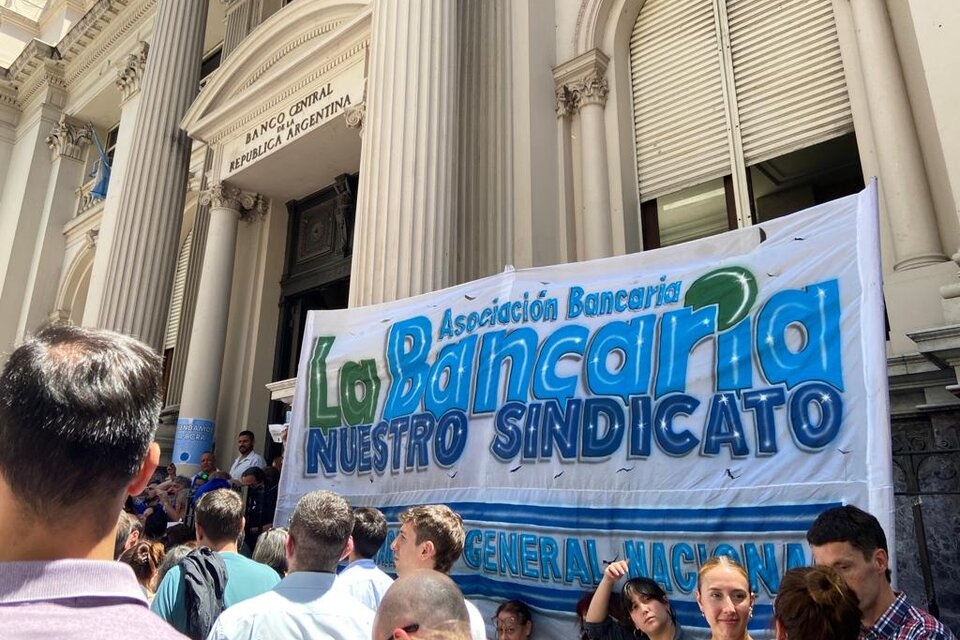 BANCO CENTRAL
DE LA
REPUBLICA ARGENTINA
Asociación Bancaria
La Bancaria
NUESTRO SINDICATO
GENERAL NACIONAL